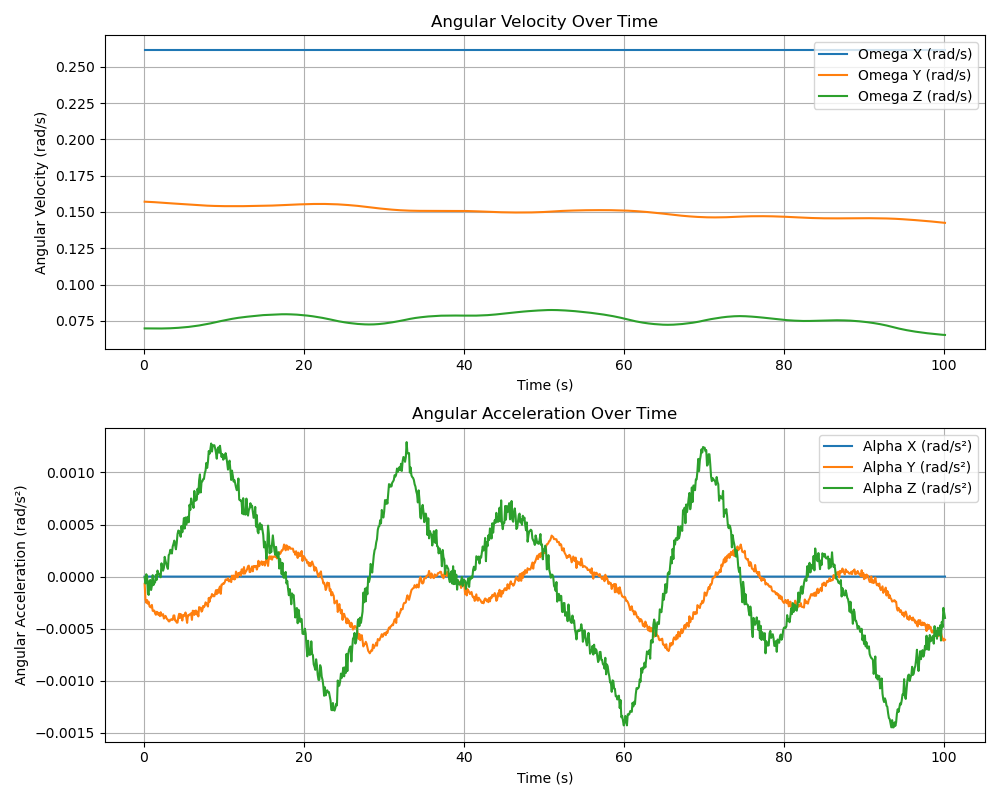 Angular Velocity Over Time
Angular Velocity (rad/s)
0.250
0.225
0.200
0.175
0.150
0.125
0.100
0.075
Omega X (rad/s)
Omega Y (rad/s)
Omega Z (rad/s)
0 20 40 60 80 100
Time (s)
Angular Acceleration Over Time
Angular Acceleration (rad/s²)
0.0010
0.0005
0.0000
−0.0005
−0.0010
−0.0015
Alpha X (rad/s²)
Alpha Y (rad/s²)
Alpha Z (rad/s²)
0 20 40 60 80 100
Time (s)